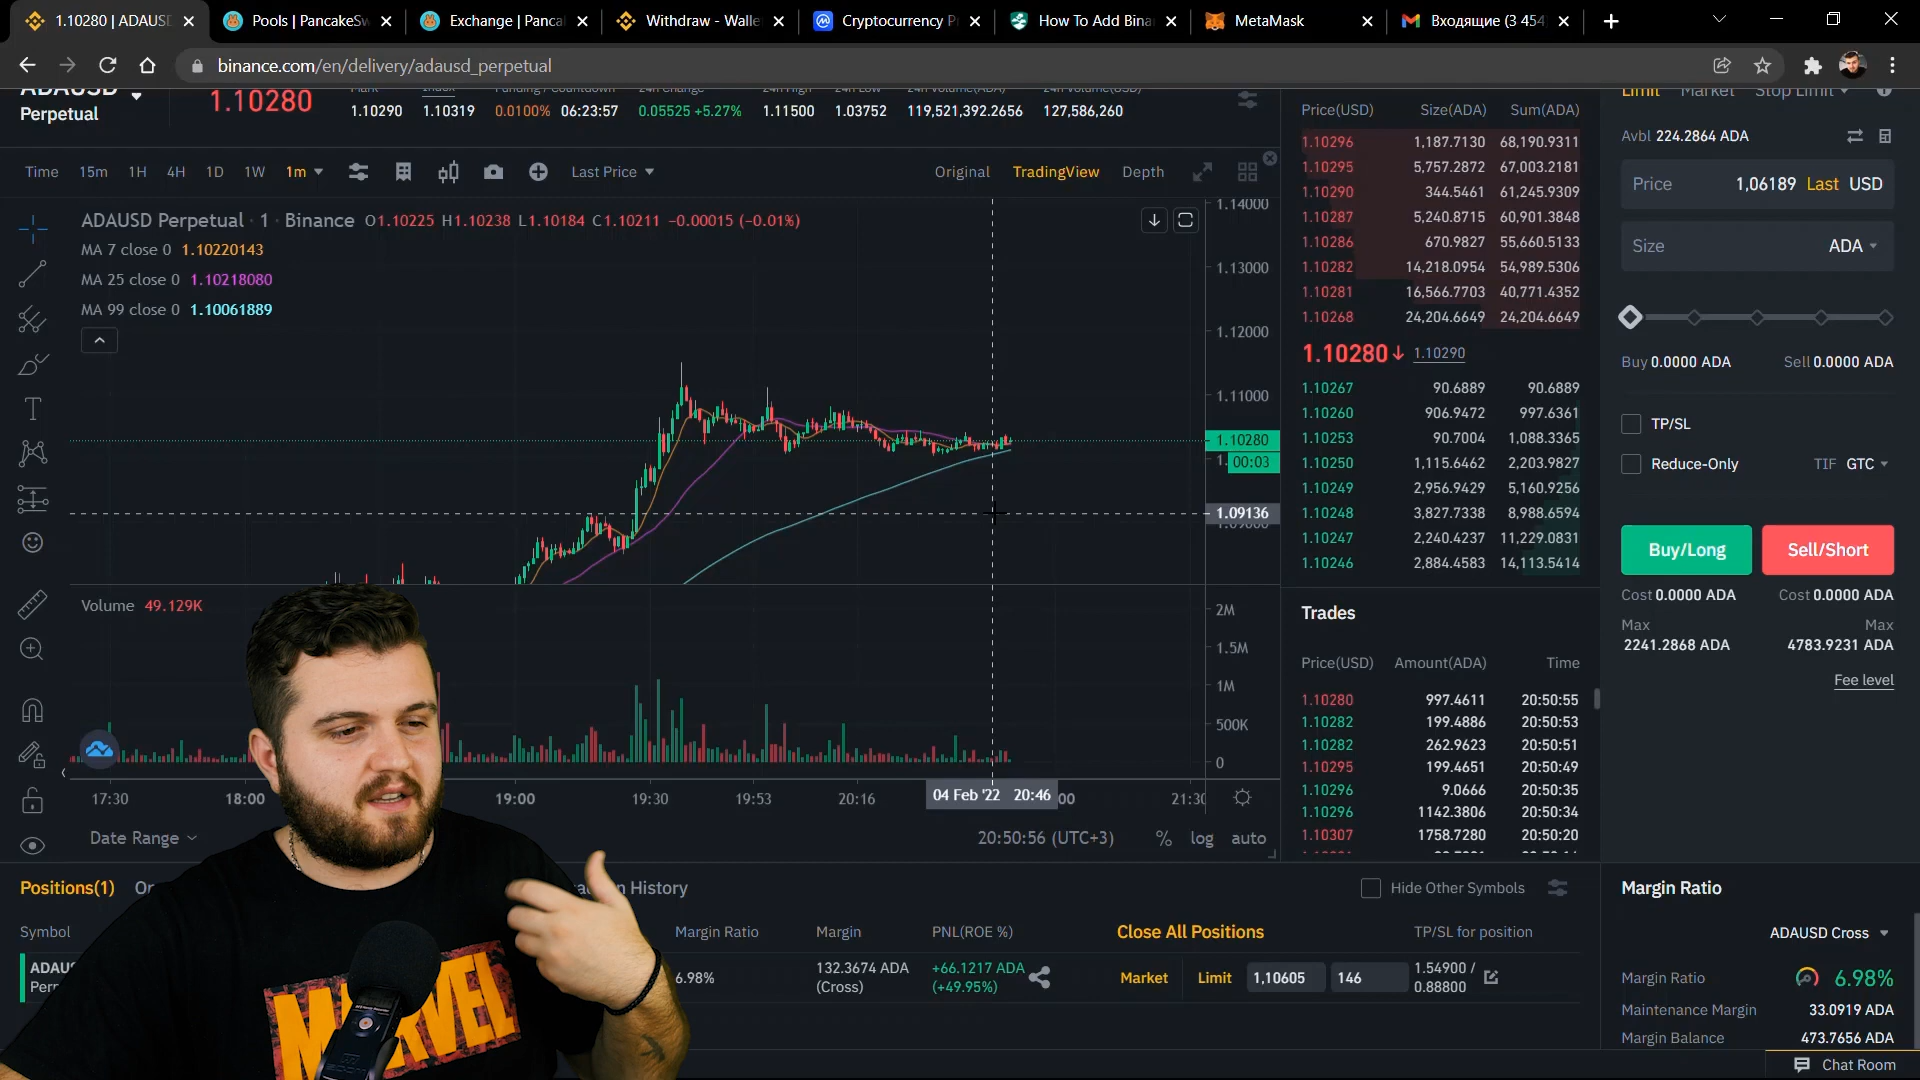 1.10280 | ADAUSD
Pools | PancakeSw
Exchange | Panca
Withdraw - Walle
Cryptocurrency P
How To Add Bina
MetaMask
Входящие (3 454
binance.com/en/delivery/adausd_perpetual
ADAUSD
Perpetual
1.10280
1.10290
Index
1.10319
0.0100% 06:23:57
0.05525 +5.27%
1.11500
1.03752
119,521,392.2656
127,586,260
Time 15m 1H 4H 1D 1W 1m
Last Price
Original TradingView Depth
ADAUSD Perpetual · 1 · Binance O1.10225 H1.10238 L1.10184 C1.10211 -0.00015 (-0.01%)
MA 7 close 0 1.10220143
MA 25 close 0 1.10218080
MA 99 close 0 1.10061889
1.14000
1.13000
1.12000
1.11000
1.10280
00:03
1.09136
Volume 49.129K
2M
1.5M
1M
500K
0
17:30 18:00 19:00 19:30 19:53 20:16 04 Feb '22 20:46 :00 21:30
Date Range
20:50:56 (UTC+3) % log auto
Price(USD) Size(ADA) Sum(ADA)
1.10296 1,187.7130 68,190.9311
1.10295 5,757.2872 67,003.2181
1.10290 344.5461 61,245.9309
1.10287 5,240.8715 60,901.3848
1.10286 670.9827 55,660.5133
1.10282 14,218.0954 54,989.5306
1.10281 16,566.7703 40,771.4352
1.10268 24,204.6649 24,204.6649
1.10280↓ 1.10290
1.10267 90.6889 90.6889
1.10260 906.9472 997.6361
1.10253 90.7004 1,088.3365
1.10250 1,115.6462 2,203.9827
1.10249 2,956.9429 5,160.9256
1.10248 3,827.7338 8,988.6594
1.10247 2,240.4237 11,229.0831
1.10246 2,884.4583 14,113.5414
Trades
Price(USD) Amount(ADA) Time
1.10280 997.4611 20:50:55
1.10282 199.4886 20:50:53
1.10282 262.9623 20:50:51
1.10295 199.4651 20:50:49
1.10296 9.0666 20:50:35
1.10296 1142.3806 20:50:34
1.10307 1758.7280 20:50:20
Limit Market Stop Limit
Avbl 224.2864 ADA
Price 1,06189 Last USD
Size ADA
Buy 0.0000 ADA Sell 0.0000 ADA
TP/SL
Reduce-Only TIF GTC
Buy/Long Sell/Short
Cost 0.0000 ADA Cost 0.0000 ADA
Max Max
2241.2868 ADA 4783.9231 ADA
Fee level
Positions(1) Or
n History
Hide Other Symbols
Symbol Margin Ratio Margin PNL(ROE %) Close All Positions TP/SL for position
ADAUS
Perp
6.98%
132.3674 ADA
(Cross)
+66.1217 ADA
(+49.95%)
Market Limit 1,10605 146
1.54900 /
0.88800
Margin Ratio
ADAUSD Cross
Margin Ratio 6.98%
Maintenance Margin 33.0919 ADA
Margin Balance 473.7656 ADA
Chat Room
MARVEL